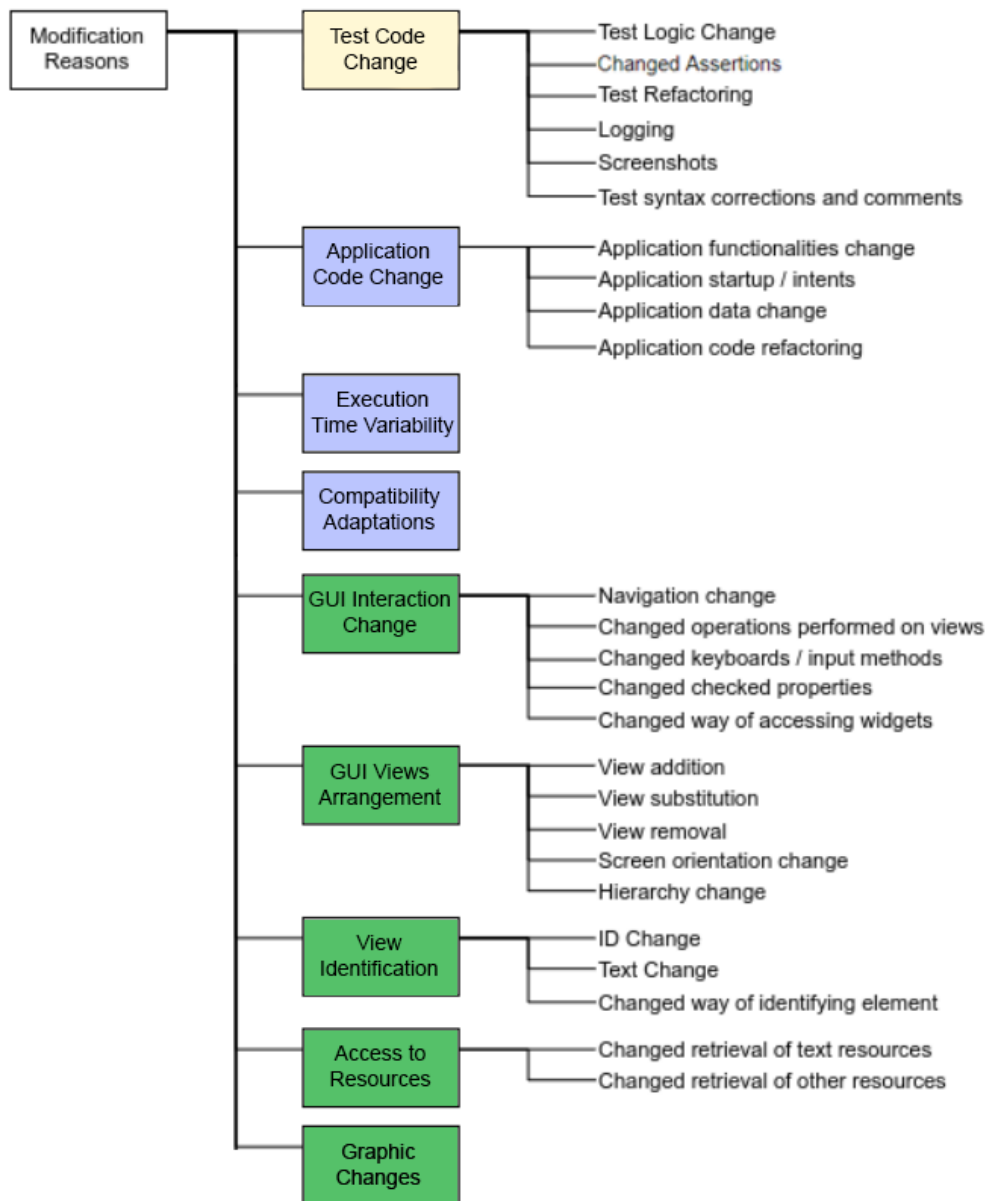 Modification
Reasons
Test Code
Change
Test Logic Change
Changed Assertions
Test Refactoring
Logging
Screenshots
Test syntax corrections and comments
Application
Code Change
Application functionalities change
Application startup / intents
Application data change
Application code refactoring
Execution
Time Variability
Compatibility
Adaptations
GUI Interaction
Change
Navigation change
Changed operations performed on views
Changed keyboards / input methods
Changed checked properties
Changed way of accessing widgets
GUI Views
Arrangement
View addition
View substitution
View removal
Screen orientation change
Hierarchy change
View
Identification
ID Change
Text Change
Changed way of identifying element
Access to
Resources
Changed retrieval of text resources
Changed retrieval of other resources
Graphic
Changes